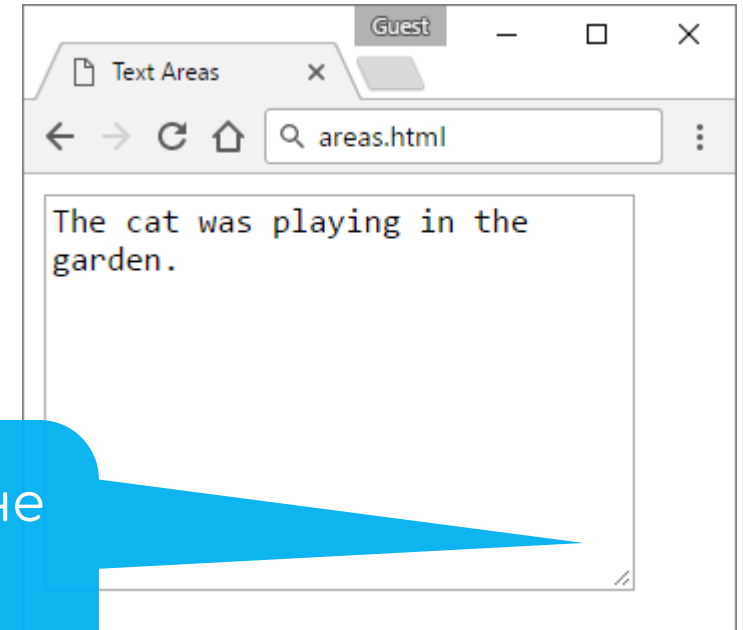 Guest
Text Areas
areas.html
The cat was playing in the
garden.